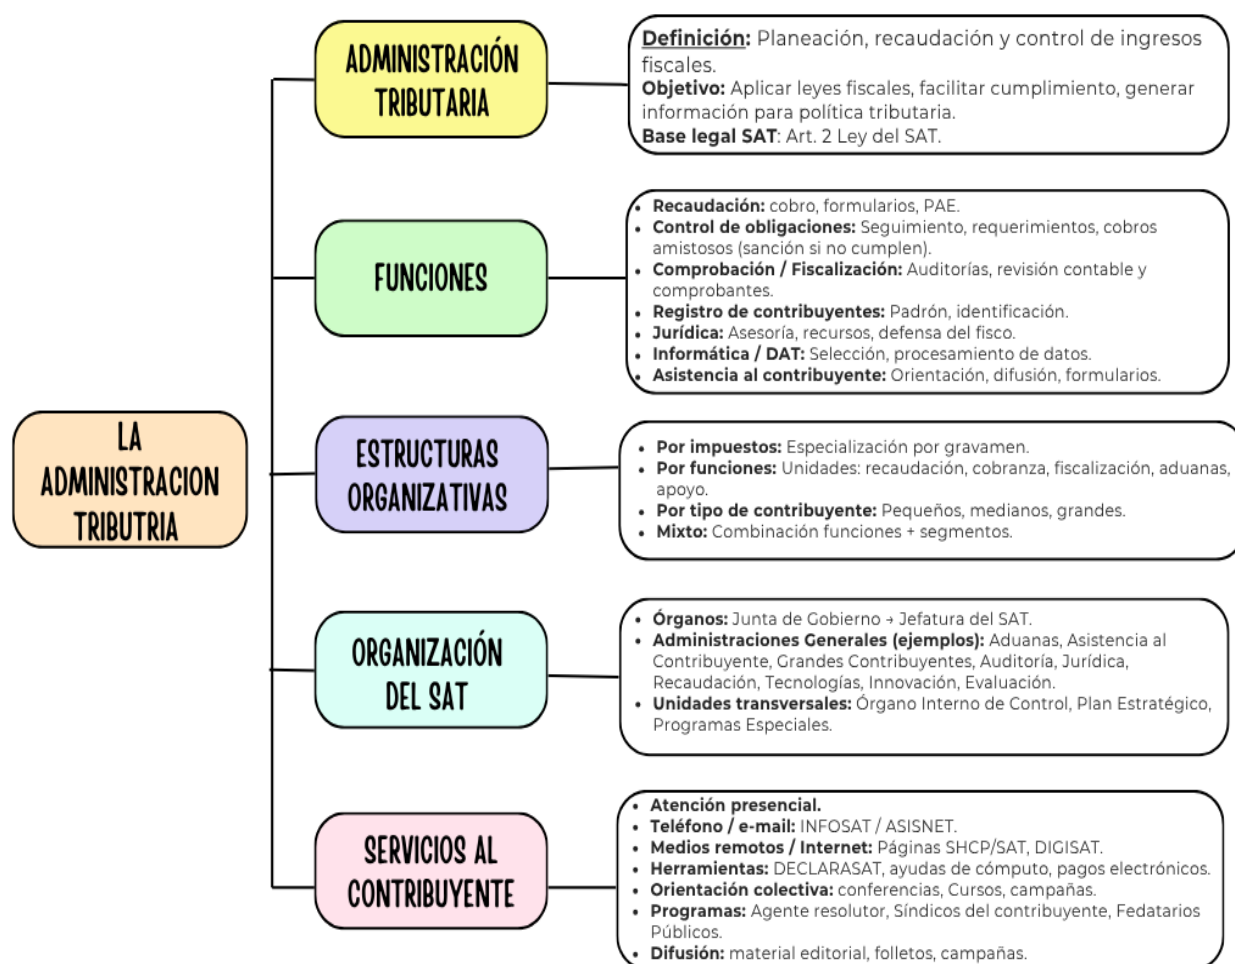 LA
ADMINISTRACION
TRIBUTRIA
ADMINISTRACIÓN
TRIBUTARIA
Definición: Planeación, recaudación y control de ingresos
fiscales.
Objetivo: Aplicar leyes fiscales, facilitar cumplimiento, generar
información para política tributaria.
Base legal SAT: Art. 2 Ley del SAT.
FUNCIONES
• Recaudación: cobro, formularios, PAE.
• Control de obligaciones: Seguimiento, requerimientos, cobros
amistosos (sanción si no cumplen).
• Comprobación / Fiscalización: Auditorías, revisión contable y
comprobantes.
• Registro de contribuyentes: Padrón, identificación.
• Jurídica: Asesoría, recursos, defensa del fisco.
• Informática / DAT: Selección, procesamiento de datos.
• Asistencia al contribuyente: Orientación, difusión, formularios.
ESTRUCTURAS
ORGANIZATIVAS
• Por impuestos: Especialización por gravamen.
• Por funciones: Unidades: recaudación, cobranza, fiscalización, aduanas,
apoyo.
• Por tipo de contribuyente: Pequeños, medianos, grandes.
• Mixto: Combinación funciones + segmentos.
ORGANIZACIÓN
DEL SAT
• Órganos: Junta de Gobierno → Jefatura del SAT.
• Administraciones Generales (ejemplos): Aduanas, Asistencia al
Contribuyente, Grandes Contribuyentes, Auditoría, Jurídica,
Recaudación, Tecnologías, Innovación, Evaluación.
• Unidades transversales: Órgano Interno de Control, Plan Estratégico,
Programas Especiales.
SERVICIOS AL
CONTRIBUYENTE
• Atención presencial.
• Teléfono / e-mail: INFOSAT / ASISNET.
• Medios remotos / Internet: Páginas SHCP/SAT, DIGISAT.
• Herramientas: DECLARASAT, ayudas de cómputo, pagos electrónicos.
• Orientación colectiva: conferencias, Cursos, campañas.
• Programas: Agente resolutor, Síndicos del contribuyente, Fedatarios
Públicos.
• Difusión: material editorial, folletos, campañas.